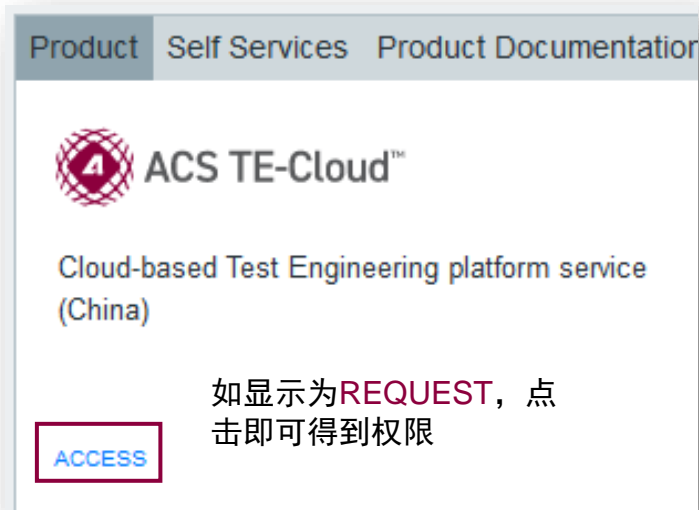 Product Self Services Product Documentation
ACS TE-Cloud™
Cloud-based Test Engineering platform service
(China)
如显示为REQUEST，点
击即可得到权限
ACCESS